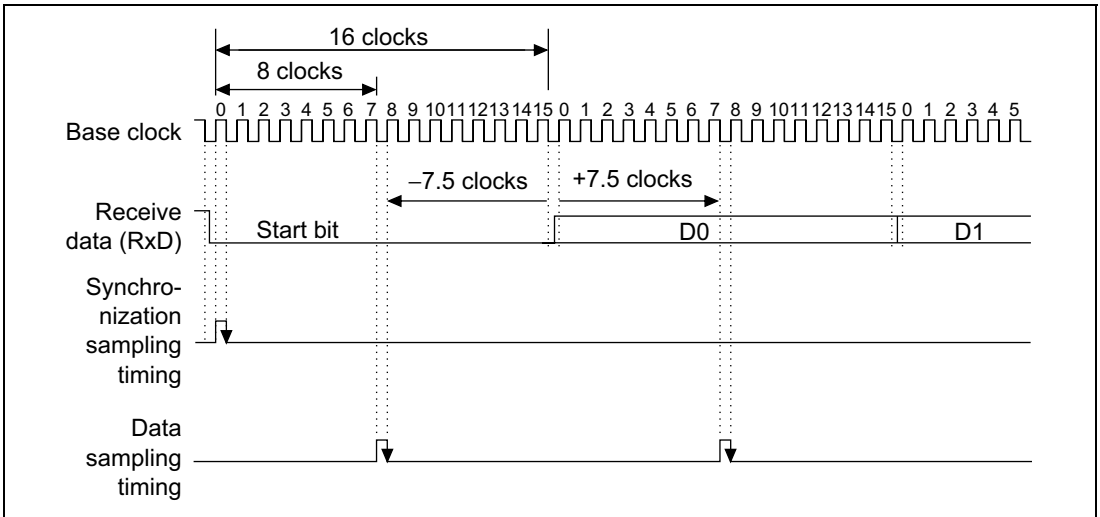 16 clocks
8 clocks
0 1 2 3 4 5 6 7 8 9 10 11 12 13 14 15 0 1 2 3 4 5 6 7 8 9 10 11 12 13 14 15 0 1 2 3 4 5
Base clock
−7.5 clocks +7.5 clocks
Receive
data (RxD)
Start bit D0 D1
Synchro-
nization
sampling
timing
Data
sampling
timing